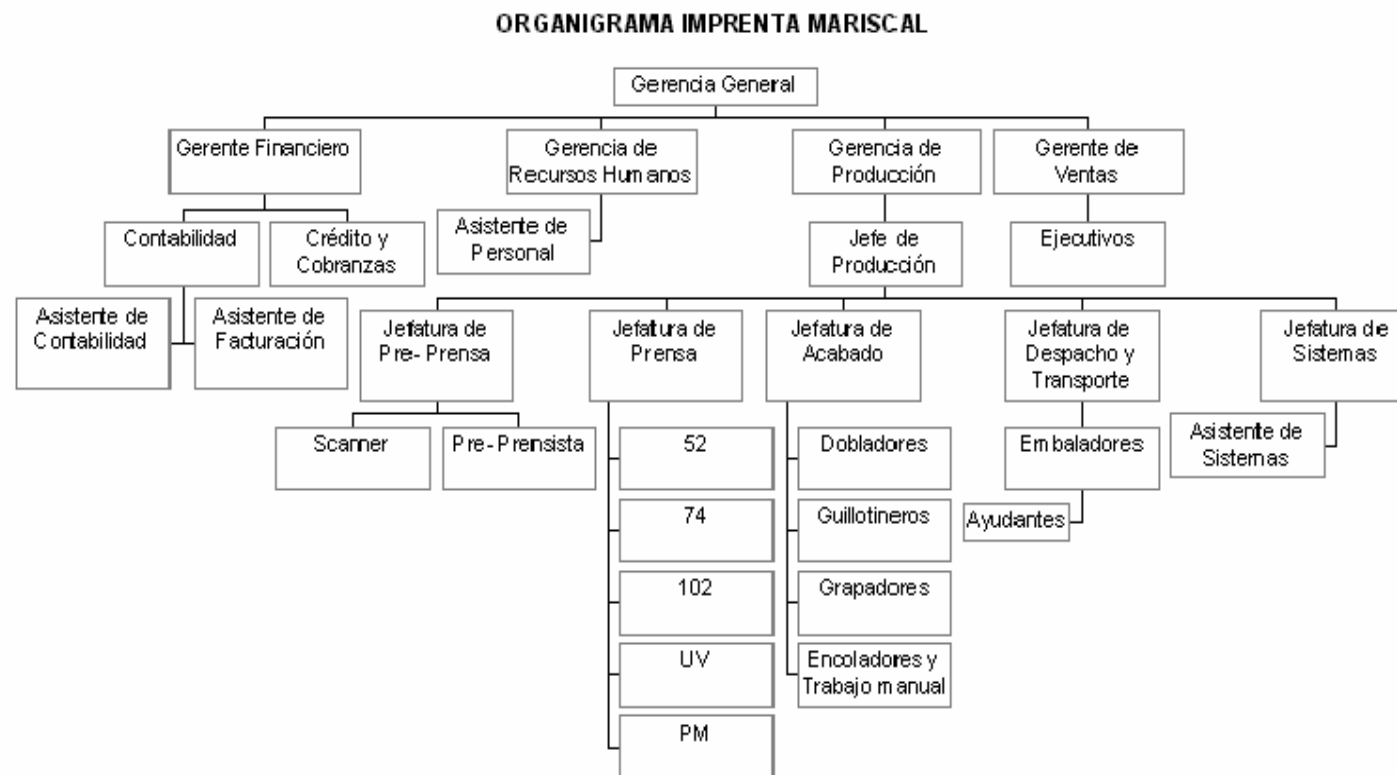 ORGANIGRAMA IMPRENTA MARISCAL
Gerencia General
Gerente Financiero
Gerencia de
Recursos Humanos
Gerencia de
Producción
Gerente de
Ventas
Contabilidad
Crédito y
Cobranzas
Asistente de
Personal
Jefe de
Producción
Ejecutivos
Asistente de
Contabilidad
Asistente de
Facturación
Jefatura de
Pre-Prensa
Jefatura de
Prensa
Jefatura de
Acabado
Jefatura de
Despacho y
Transporte
Jefatura de
Sistemas
Scanner
Pre-Prensista
52
Dobladores
Embaladores
Asistente de
Sistemas
74
Guillotineros
Ayudantes
102
Grapadores
UV
Encoladores y
Trabajo manual
PM